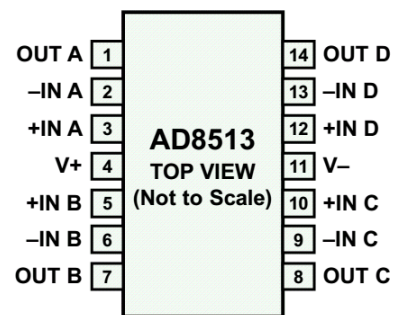 OUT A 1 14 OUT D
–IN A 2 13 –IN D
+IN A 3 12 +IN D
AD8513
V+ 4 TOP VIEW 11 V–
+IN B 5 (Not to Scale) 10 +IN C
–IN B 6 9 –IN C
OUT B 7 8 OUT C